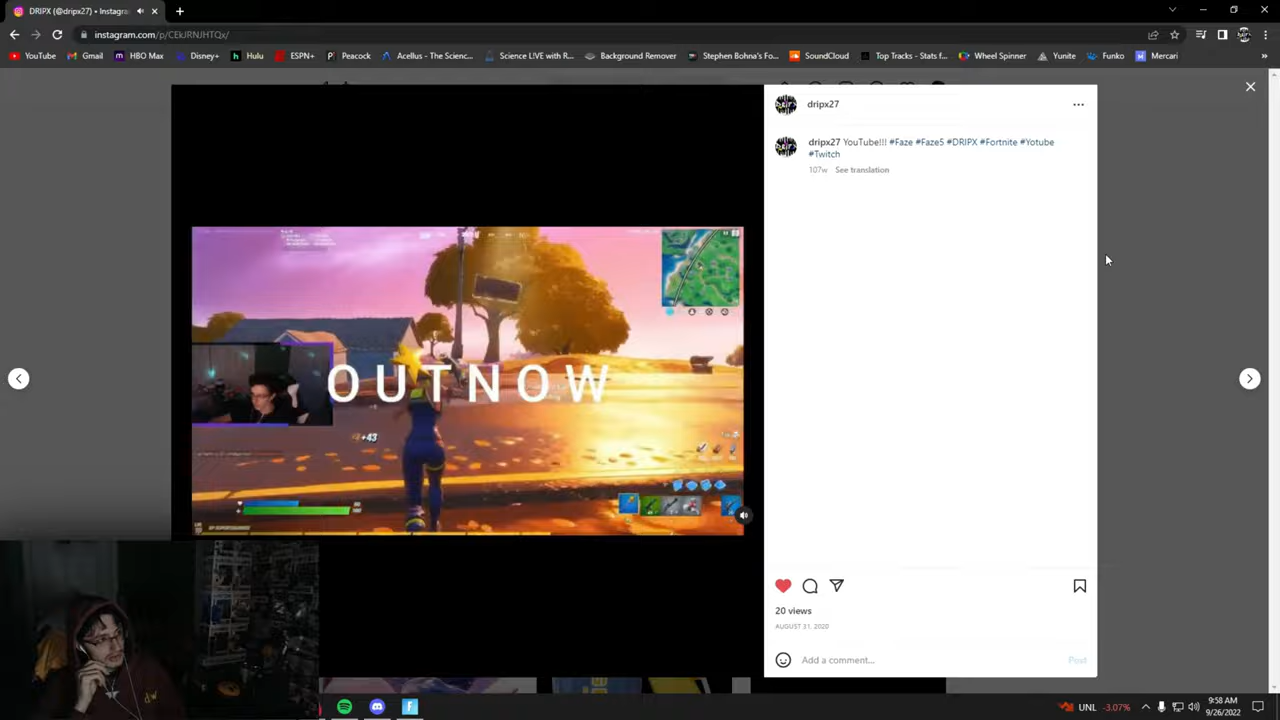 DRIPX (@dripx27) • Instagra
instagram.com/p/CEkJRNJHTQx/
YouTube
Gmail
HBO Max
Disney+
Hulu
ESPN+
Peacock
Acellus - The Scienc...
Science LIVE with R...
Background Remover
Stephen Bohna's Fo...
SoundCloud
Top Tracks - Stats f...
Wheel Spinner
Yunite
Funko
Mercari
dripx27
dripx27 YouTube!!! #Faze #Faze5 #DRIPX #Fortnite #Yotube
#Twitch
107w See translation
OUTNOW
+43
20 views
AUGUST 31, 2020
Add a comment...
Post
UNL -3.07%
9:58 AM
9/26/2022